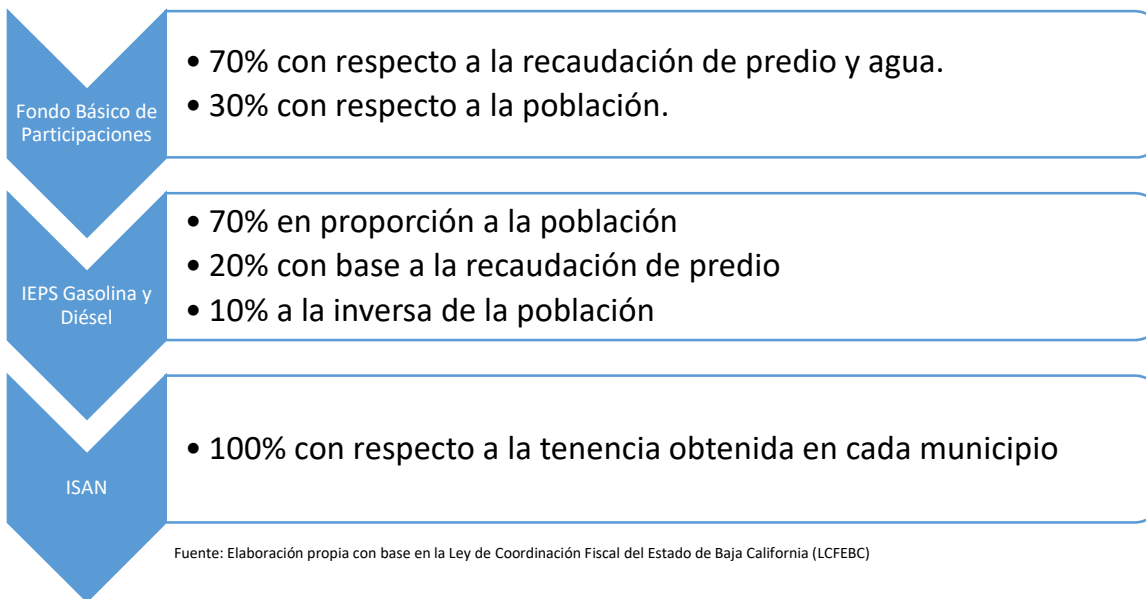 Fondo Básico de
Participaciones
• 70% con respecto a la recaudación de predio y agua.
• 30% con respecto a la población.
IEPS Gasolina y
Diésel
• 70% en proporción a la población
• 20% con base a la recaudación de predio
• 10% a la inversa de la población
ISAN
• 100% con respecto a la tenencia obtenida en cada municipio
Fuente: Elaboración propia con base en la Ley de Coordinación Fiscal del Estado de Baja California (LCFEBC)